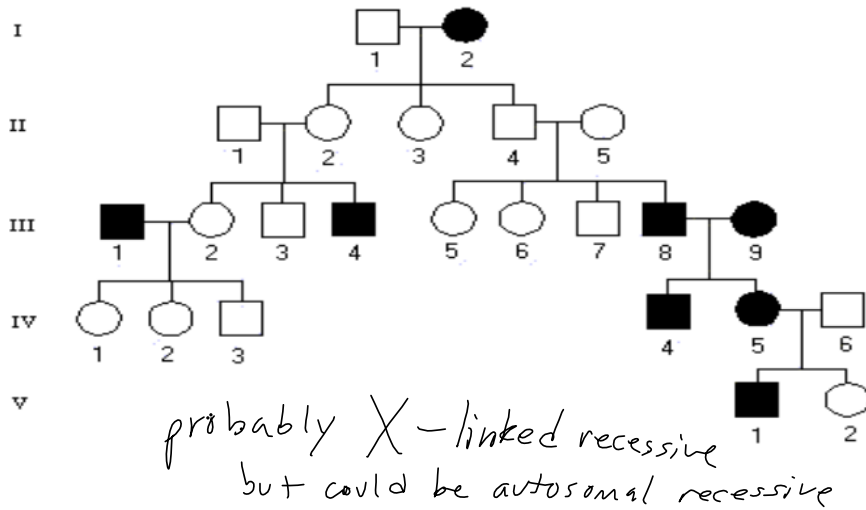 I
1 2
II
1 2 3 4 5
III
1 2 3 4 5 6 7 8 9
IV
1 2 3 4 5 6
V
1 2
probably X-linked recessive
but could be autosomal recessive